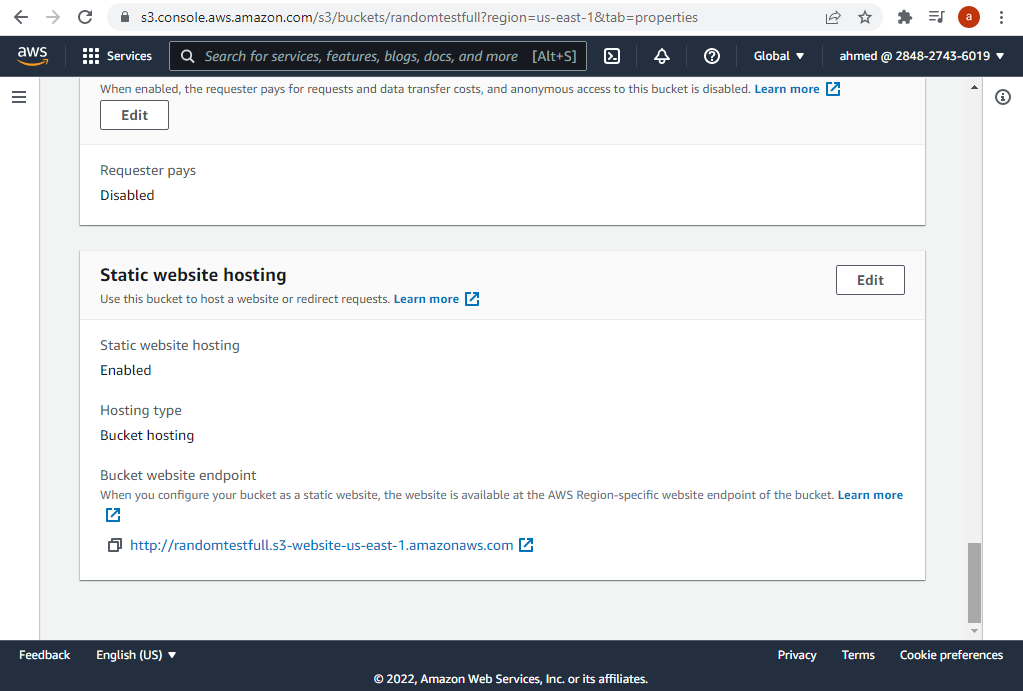 s3.console.aws.amazon.com/s3/buckets/randomtestfull?region=us-east-1&tab=properties
a
aws Services Search for services, features, blogs, docs, and more [Alt+S] Global ahmed @ 2848-2743-6019
When enabled, the requester pays for requests and data transfer costs, and anonymous access to this bucket is disabled. Learn more
Edit
Requester pays
Disabled
Static website hosting
Edit
Use this bucket to host a website or redirect requests. Learn more
Static website hosting
Enabled
Hosting type
Bucket hosting
Bucket website endpoint
When you configure your bucket as a static website, the website is available at the AWS Region-specific website endpoint of the bucket. Learn more
http://randomtestfull.s3-website-us-east-1.amazonaws.com
Feedback English (US) Privacy Terms Cookie preferences
© 2022, Amazon Web Services, Inc. or its affiliates.